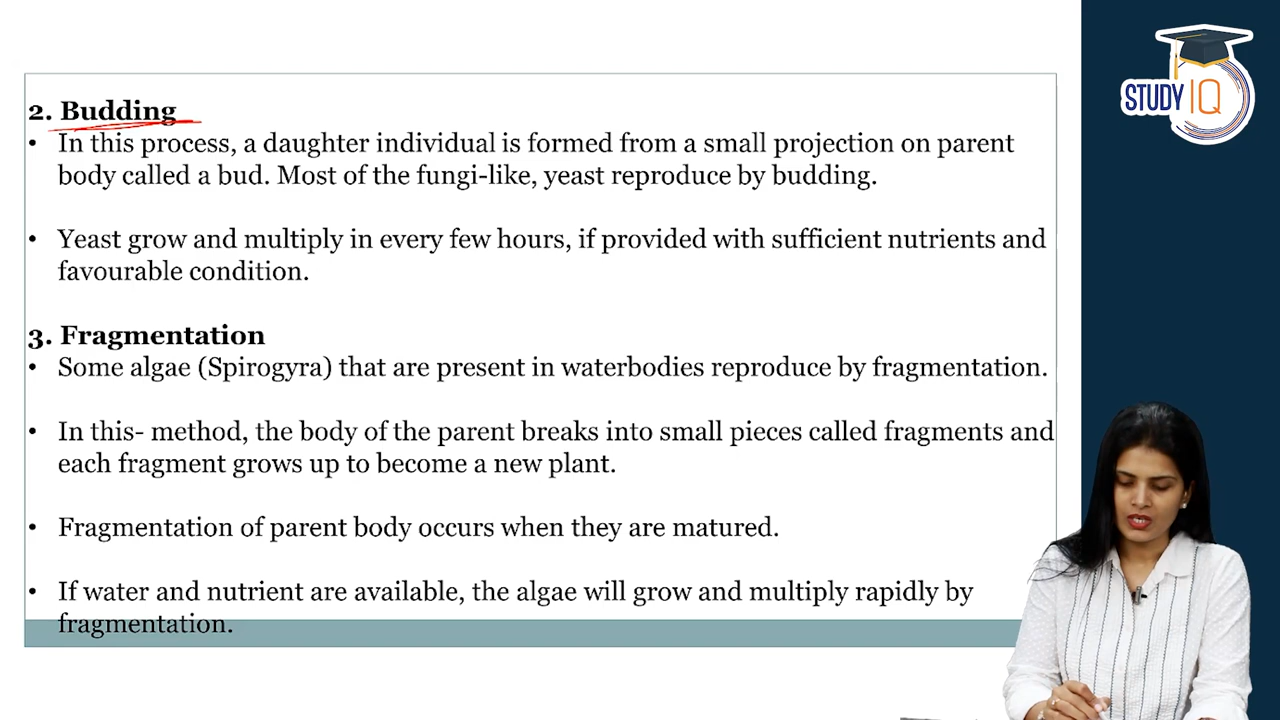 STUDY IQ
2. Budding
• In this process, a daughter individual is formed from a small projection on parent
body called a bud. Most of the fungi-like, yeast reproduce by budding.
• Yeast grow and multiply in every few hours, if provided with sufficient nutrients and
favourable condition.
3. Fragmentation
• Some algae (Spirogyra) that are present in waterbodies reproduce by fragmentation.
• In this- method, the body of the parent breaks into small pieces called fragments and
each fragment grows up to become a new plant.
• Fragmentation of parent body occurs when they are matured.
• If water and nutrient are available, the algae will grow and multiply rapidly by
fragmentation.